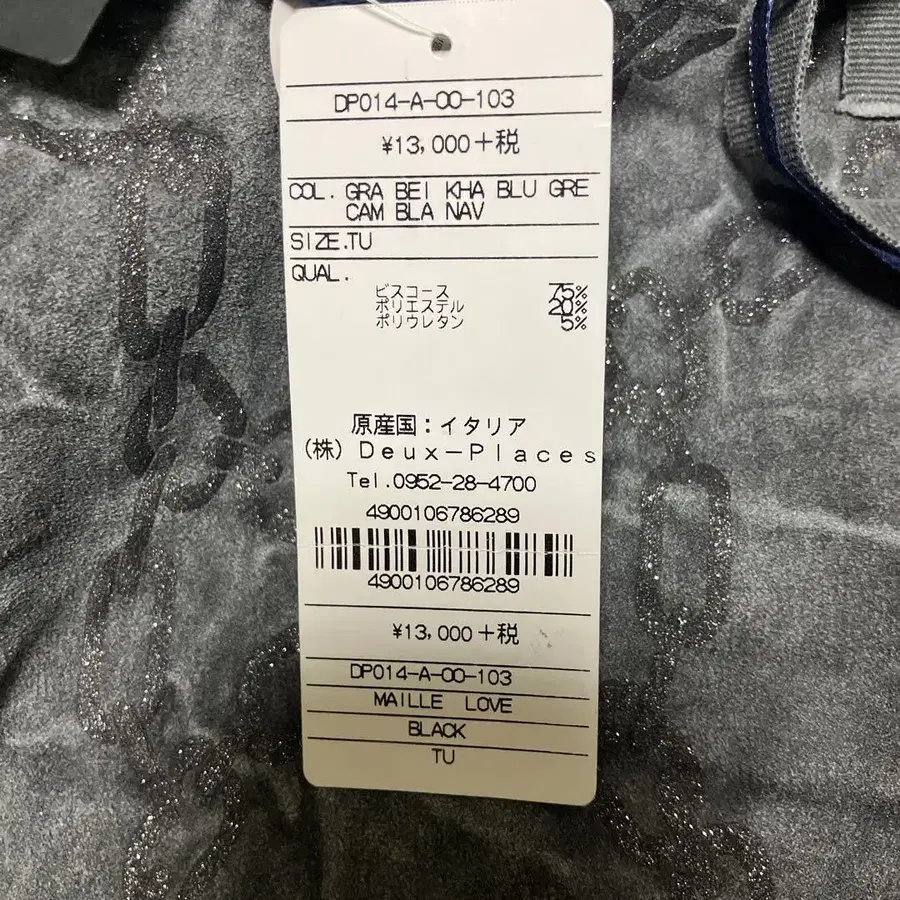 DP014-A-00-103
¥13,000+税
COL. GRA BEI KHA BLU GRE
CAM BLA NAV
SIZE.TU
QUAL.
ビスコース 75%
ポリエステル 20%
ポリウレタン 5%
原産国：イタリア
(株) Deux-Places
Tel.0952-28-4700
4900106786289
4900106786289
¥13,000+税
DP014-A-00-103
MAILLE LOVE
BLACK
TU